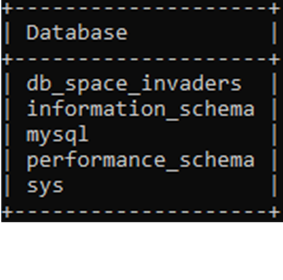 +--------------------+
| Database           |
+--------------------+
| db_space_invaders  |
| information_schema |
| mysql              |
| performance_schema |
| sys                |
+--------------------+